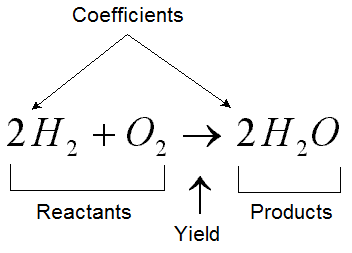 Coefficients
2H₂ + O₂ → 2H₂O
Reactants
Products
Yield